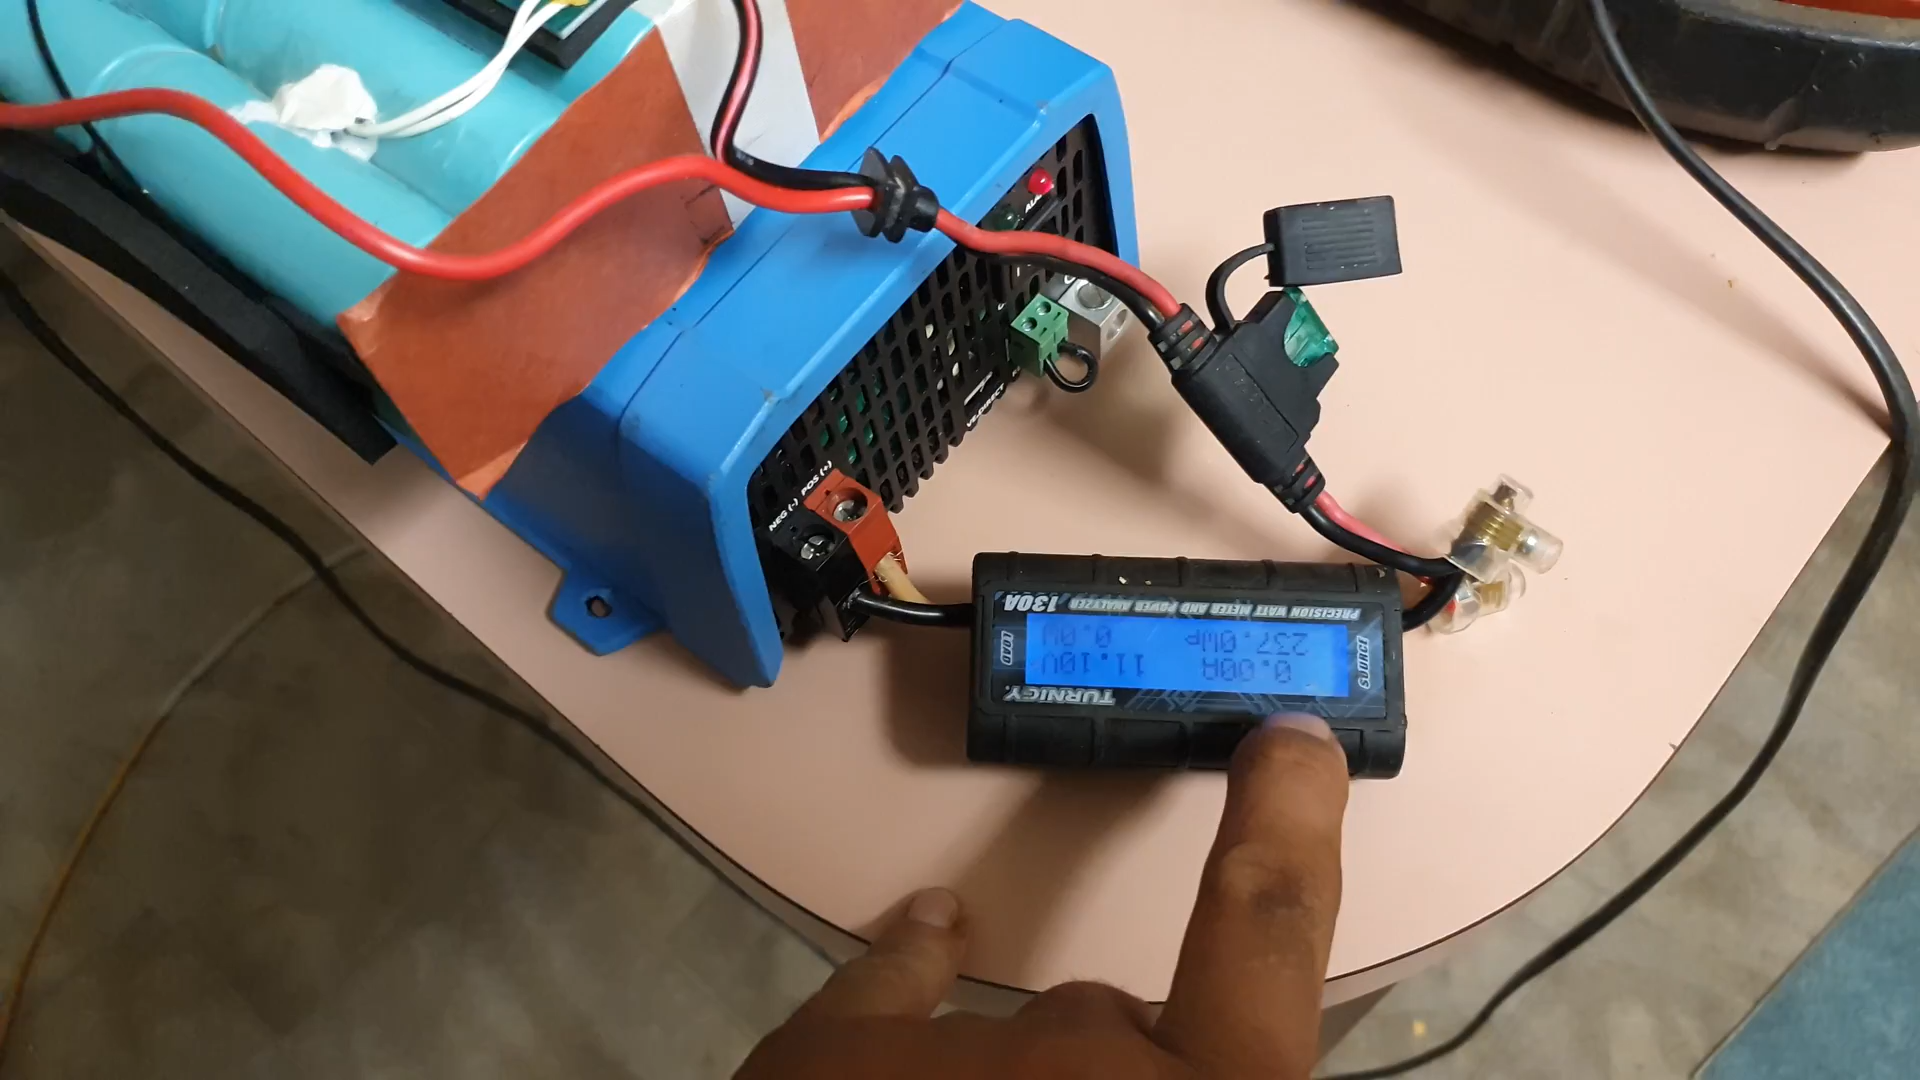 ALA
VE.DIRECT
NEG (-) POS (+)
TURNIGY
0.00A 11.10V
237.0Wp 0.0W
SOURCE
LOAD
PRECISION WATT METER AND POWER ANALYZER 130A